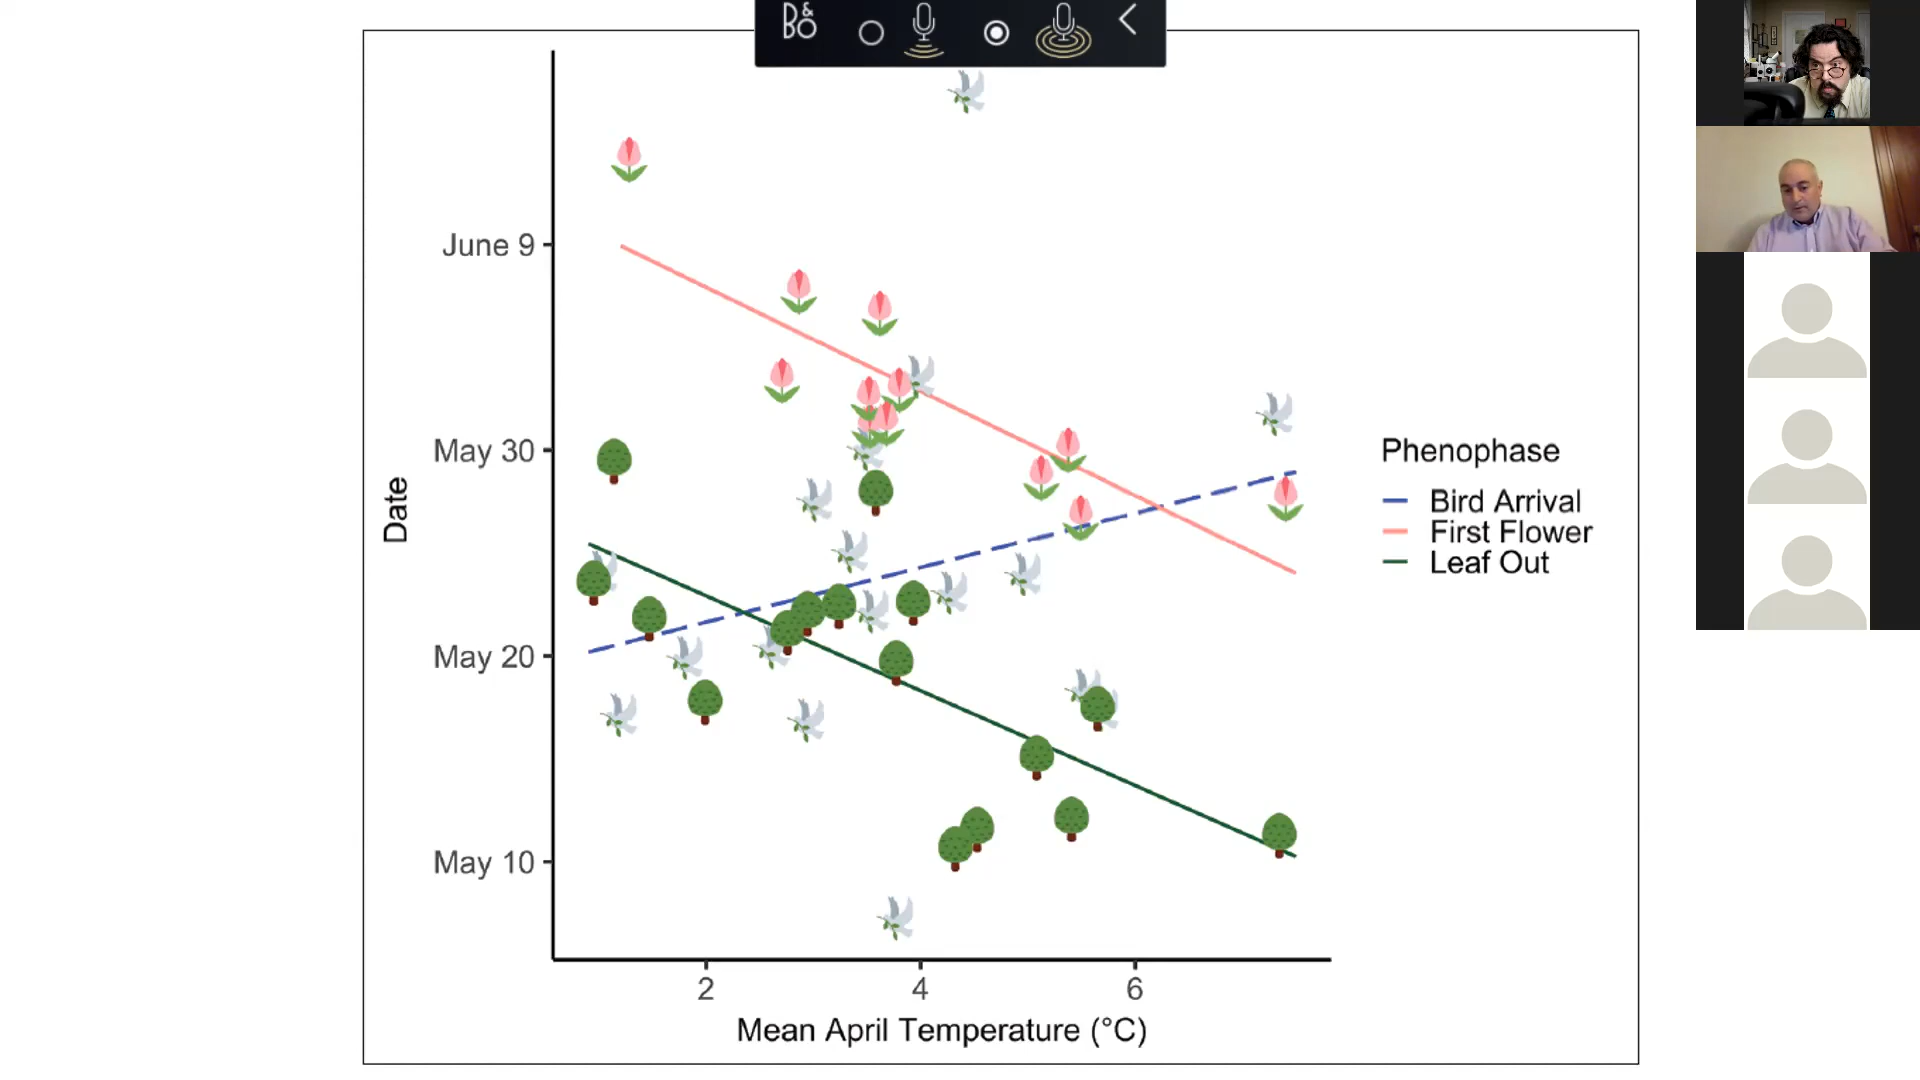 B&O
June 9
May 30
May 20
May 10
Date
2 4 6
Mean April Temperature (°C)
Phenophase
Bird Arrival
First Flower
Leaf Out